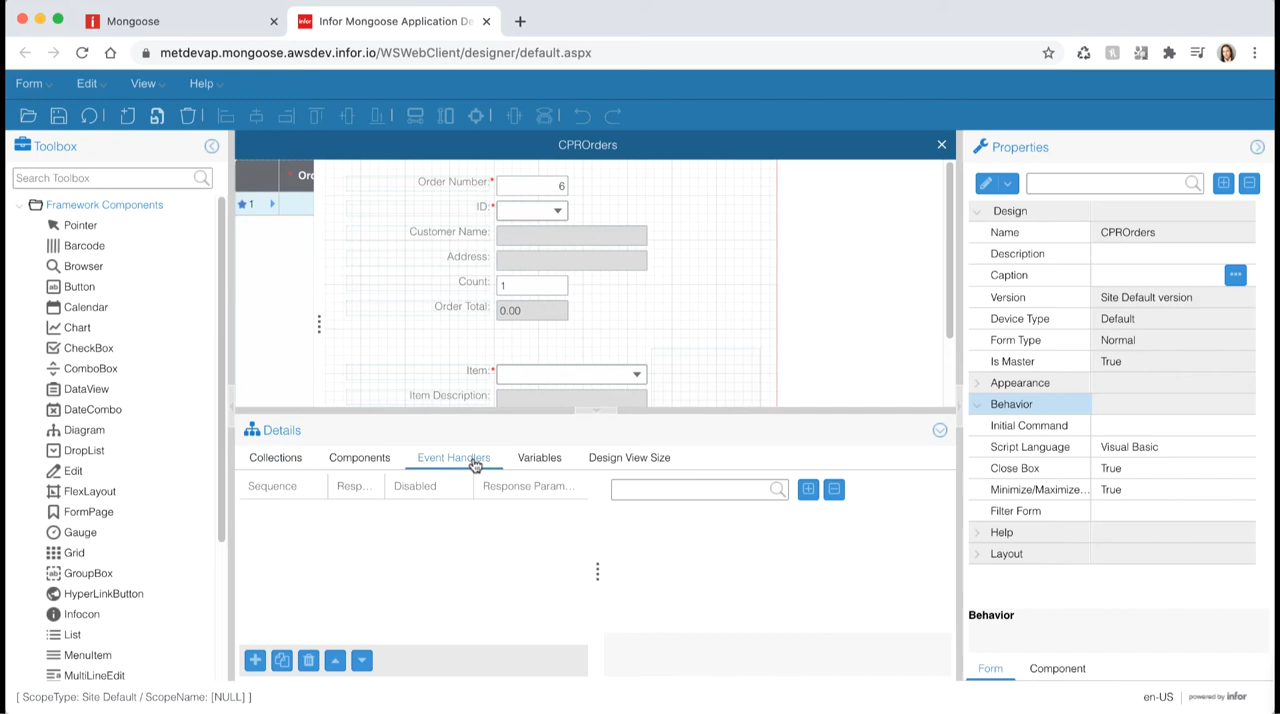 Mongoose
infor Infor Mongoose Application De
metdevap.mongoose.awsdev.infor.io/WSWebClient/designer/default.aspx
Form Edit View Help
Toolbox
Search Toolbox
Framework Components
Pointer
Barcode
Browser
Button
Calendar
Chart
CheckBox
ComboBox
DataView
DateCombo
Diagram
DropList
Edit
FlexLayout
FormPage
Gauge
Grid
GroupBox
HyperLinkButton
Infocon
List
MenuItem
MultiLineEdit
CPROrders
* Orc
1
Order Number:* 6
ID:*
Customer Name:
Address:
Count: 1
Order Total: 0.00
Item:*
Item Description:
Details
Collections Components Event Handlers Variables Design View Size
Sequence Resp... Disabled Response Param...
Properties
Design
Name CPROrders
Description
Caption
Version Site Default version
Device Type Default
Form Type Normal
Is Master True
Appearance
Behavior
Initial Command
Script Language Visual Basic
Close Box True
Minimize/Maximize... True
Filter Form
Help
Layout
Behavior
Form Component
[ ScopeType: Site Default / ScopeName: [NULL] ]
en-US powered by infor